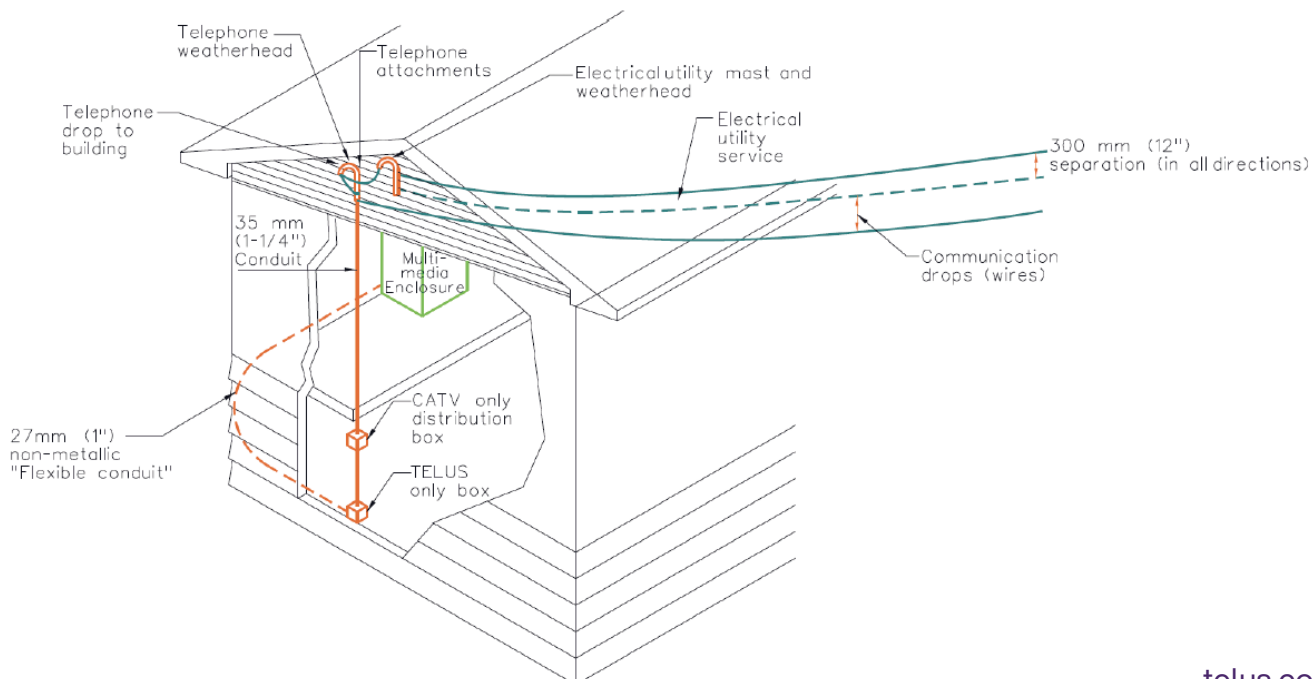 Telephone
weatherhead
Telephone
attachments
Electrical utility mast and
weatherhead
Telephone
drop to
building
Electrical
utility
service
300 mm (12")
separation (in all directions)
35 mm
(1-1/4")
Conduit
Multi-
media
Enclosure
Communication
drops (wires)
CATV only
distribution
box
27mm (1")
non-metallic
"Flexible conduit"
TELUS
only box